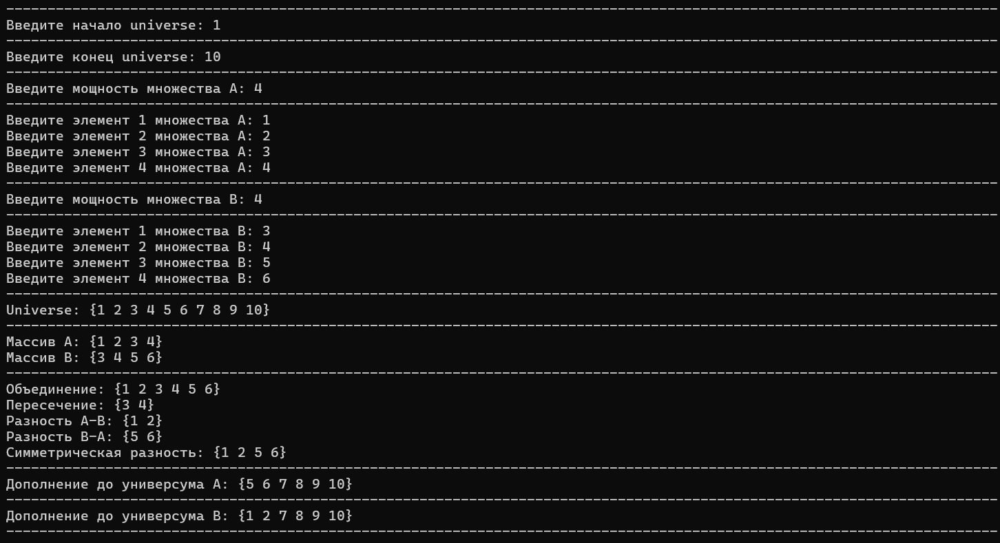 Введите начало universe: 1
Введите конец universe: 10
Введите мощность множества A: 4
Введите элемент 1 множества A: 1
Введите элемент 2 множества A: 2
Введите элемент 3 множества A: 3
Введите элемент 4 множества A: 4
Введите мощность множества B: 4
Введите элемент 1 множества B: 3
Введите элемент 2 множества B: 4
Введите элемент 3 множества B: 5
Введите элемент 4 множества B: 6
Universe: {1 2 3 4 5 6 7 8 9 10}
Массив A: {1 2 3 4}
Массив B: {3 4 5 6}
Объединение: {1 2 3 4 5 6}
Пересечение: {3 4}
Разность A-B: {1 2}
Разность B-A: {5 6}
Симметрическая разность: {1 2 5 6}
Дополнение до универсума A: {5 6 7 8 9 10}
Дополнение до универсума B: {1 2 7 8 9 10}